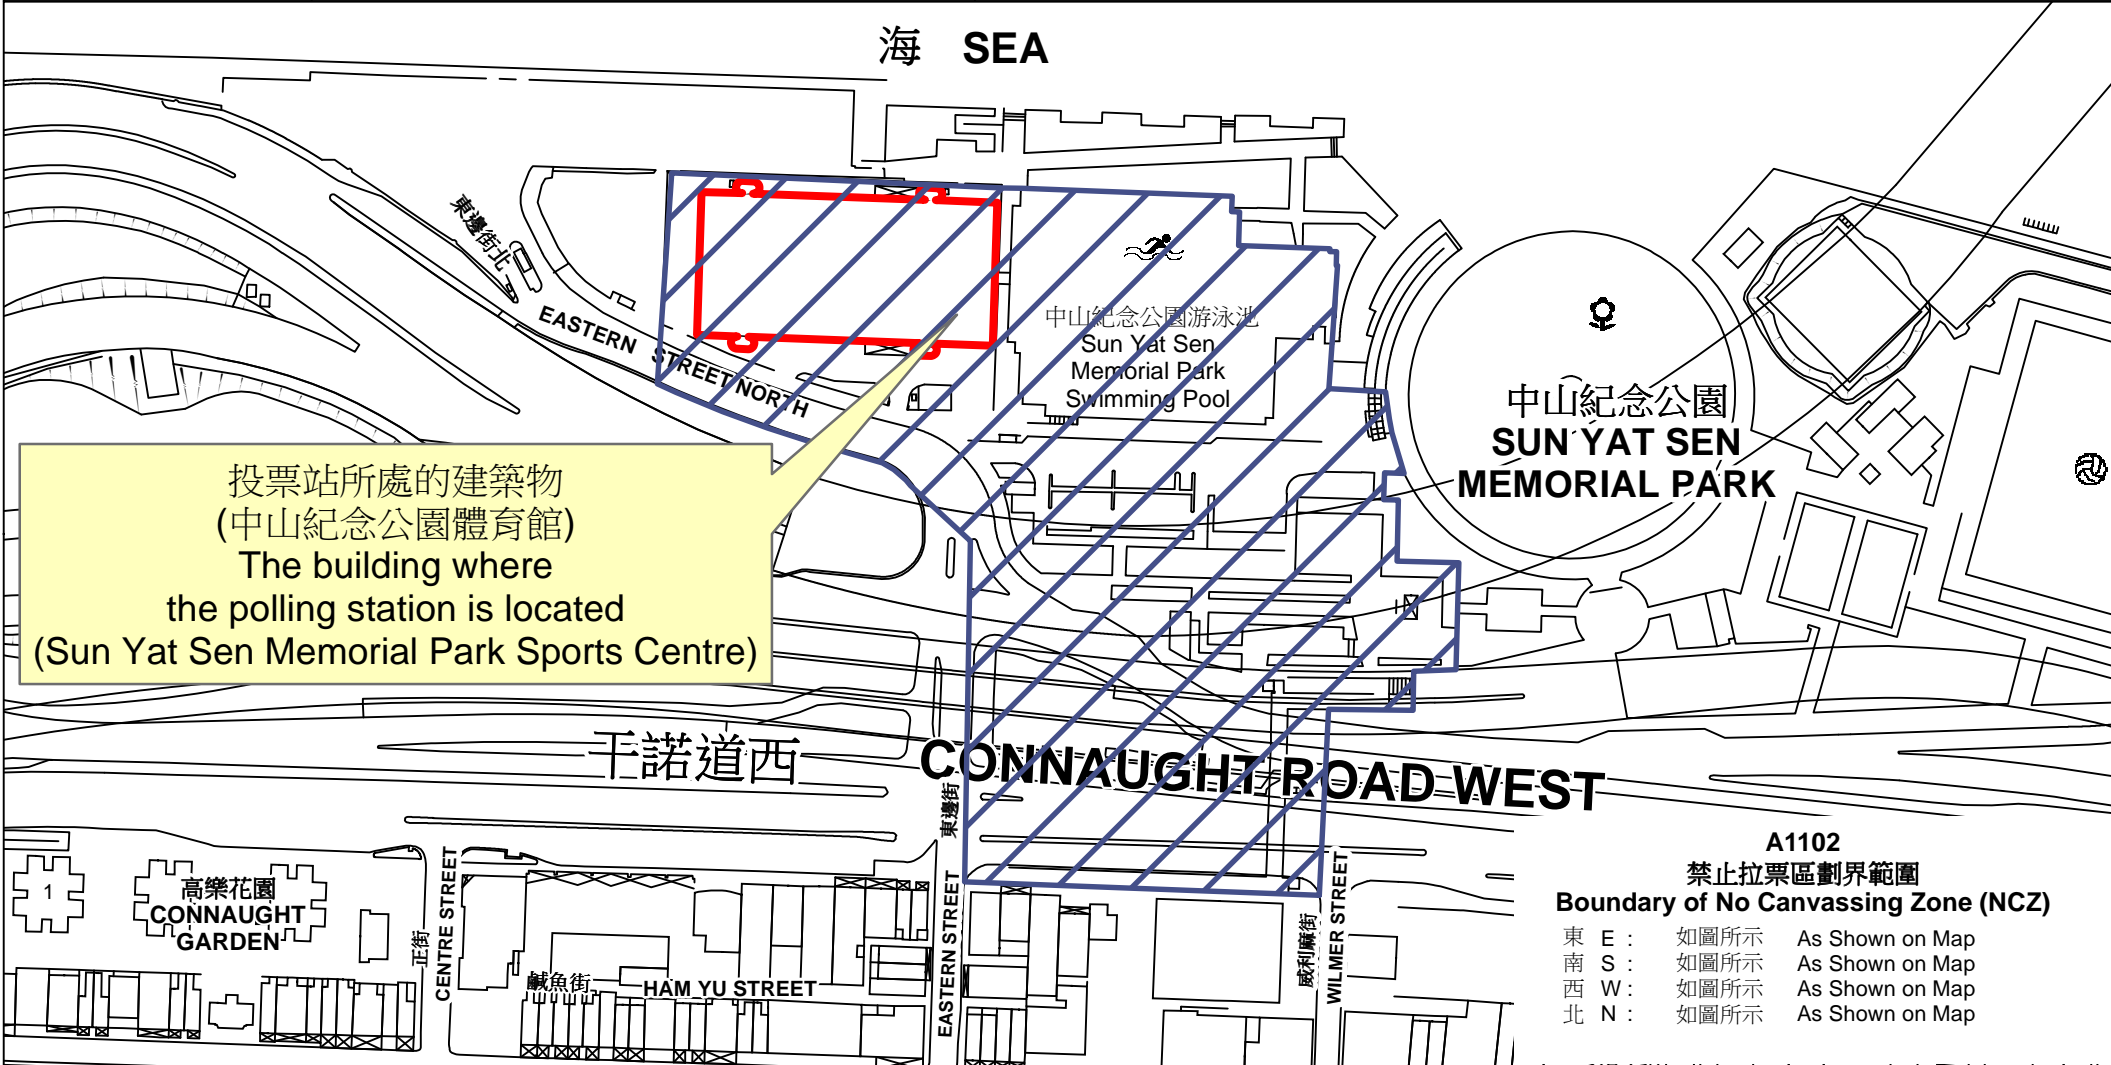 海 SEA
東邊街北
EASTERN STREET NORTH
中山紀念公園游泳池
Sun Yat Sen
Memorial Park
Swimming Pool
中山紀念公園
SUN YAT SEN
MEMORIAL PARK
投票站所處的建築物
(中山紀念公園體育館)
The building where
the polling station is located
(Sun Yat Sen Memorial Park Sports Centre)
干諾道西 CONNAUGHT ROAD WEST
東邊街
EASTERN STREET
1
高樂花園
CONNAUGHT
GARDEN
正街
CENTRE STREET
鹹魚街 HAM YU STREET
威利麻街
WILMER STREET
A1102
禁止拉票區劃界範圍
Boundary of No Canvassing Zone (NCZ)
東 E : 如圖所示 As Shown on Map
南 S : 如圖所示 As Shown on Map
西 W : 如圖所示 As Shown on Map
北 N : 如圖所示 As Shown on Map